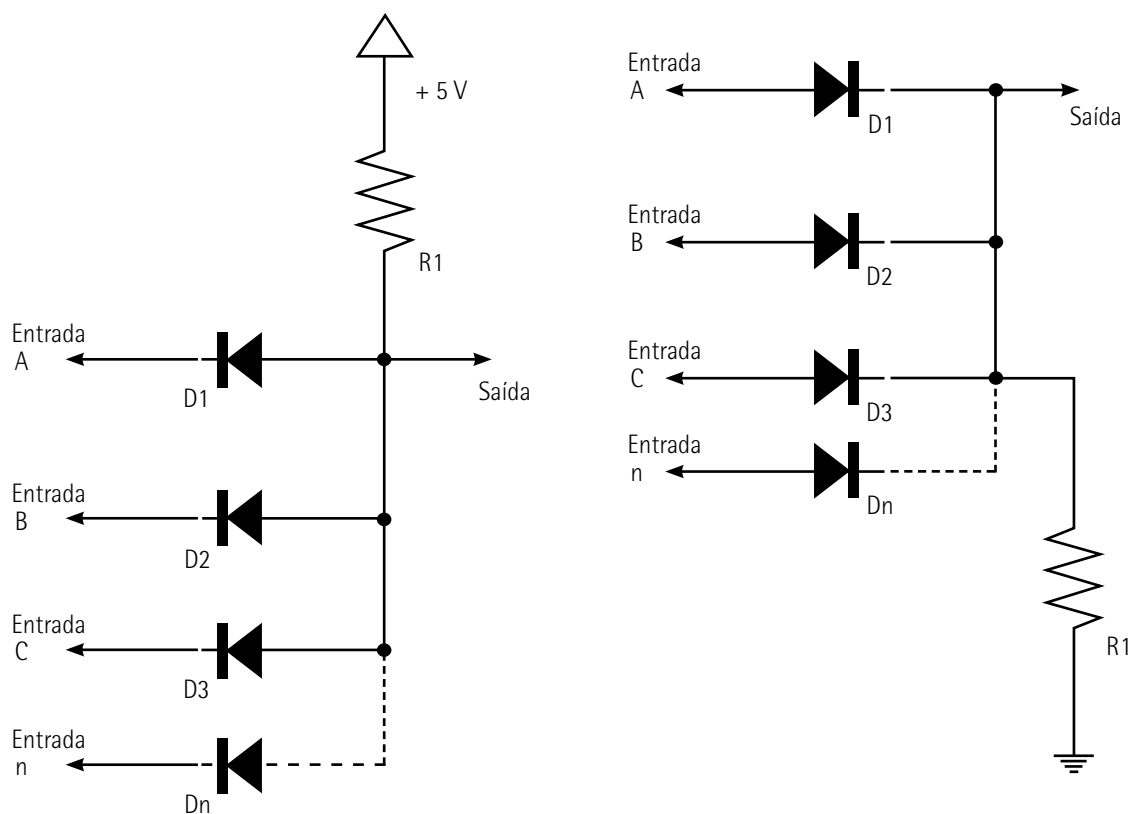 + 5 V
R1
Entrada
A
D1
Saída
Entrada
B
D2
Entrada
C
D3
Entrada
n
Dn
Entrada
A
D1
Saída
Entrada
B
D2
Entrada
C
D3
Entrada
n
Dn
R1